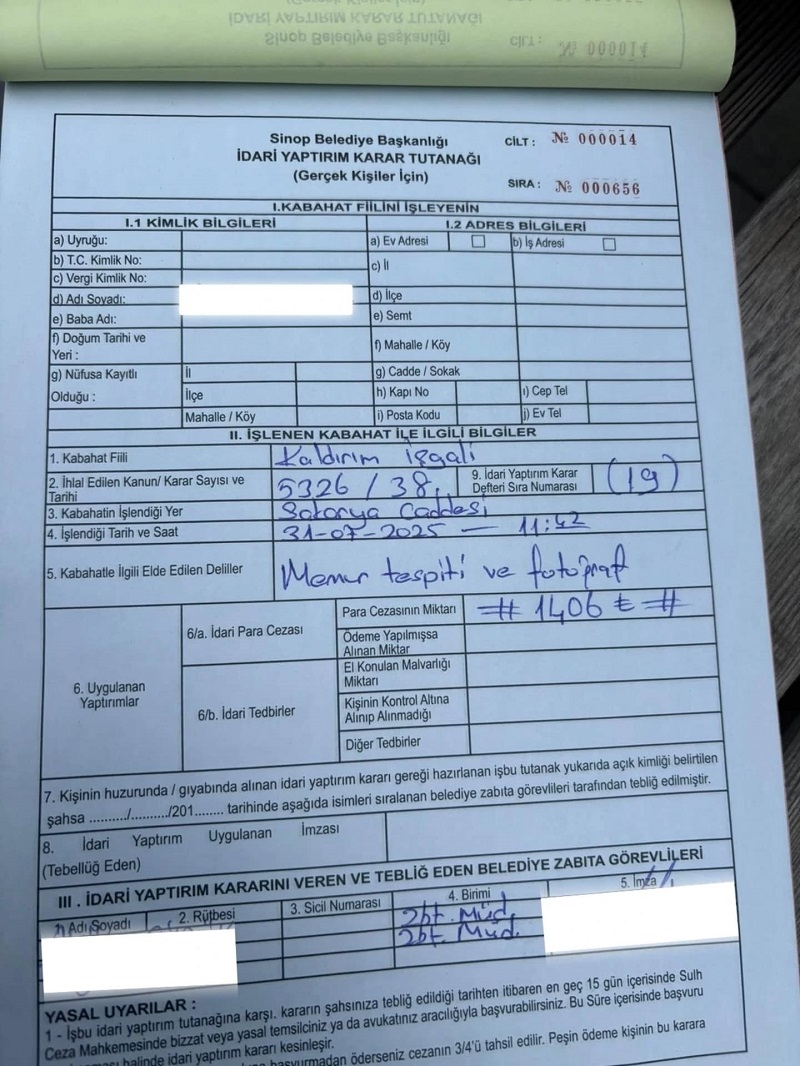 Sinop Belediye Başkanlığı
İDARİ YAPTIRIM KARAR TUTANAĞI
(Gerçek Kişiler İçin)
CİLT : № 000014
SIRA : № 000656
I.KABAHAT FİİLİNİ İŞLEYENİN
I.1 KİMLİK BİLGİLERİ
I.2 ADRES BİLGİLERİ
a) Uyruğu:
a) Ev Adresi
b) İş Adresi
b) T.C. Kimlik No:
c) İl
c) Vergi Kimlik No:
d) Adı Soyadı:
d) İlçe
e) Baba Adı:
e) Semt
f) Doğum Tarihi ve
Yeri :
f) Mahalle / Köy
g) Nüfusa Kayıtlı
Olduğu :
İl
g) Cadde / Sokak
İlçe
h) Kapı No
ı) Cep Tel
Mahalle / Köy
i) Posta Kodu
j) Ev Tel
II. İŞLENEN KABAHAT İLE İLGİLİ BİLGİLER
1. Kabahat Fiili
Kaldırım İşgali
2. İhlal Edilen Kanun/ Karar Sayısı ve
Tarihi
5326 / 38.
9. İdari Yaptırım Karar
Defteri Sıra Numarası
(19)
3. Kabahatin İşlendiği Yer
Sakarya Caddesi
4. İşlendiği Tarih ve Saat
31-07-2025 — 11:42
5. Kabahatle İlgili Elde Edilen Deliller
Memur tespiti ve fotoğraf
6. Uygulanan
Yaptırımlar
6/a. İdari Para Cezası
Para Cezasının Miktarı
# 1406 ₺ #
Ödeme Yapılmışsa
Alınan Miktar
6/b. İdari Tedbirler
El Konulan Malvarlığı
Miktarı
Kişinin Kontrol Altına
Alınıp Alınmadığı
Diğer Tedbirler
7. Kişinin huzurunda / gıyabında alınan idari yaptırım kararı gereği hazırlanan işbu tutanak yukarıda açık kimliği belirtilen
şahsa ........../........../201........ tarihinde aşağıda isimleri sıralanan belediye zabıta görevlileri tarafından tebliğ edilmiştir.
8. İdari Yaptırım Uygulanan İmzası
(Tebellüğ Eden)
III . İDARİ YAPTIRIM KARARINI VEREN VE TEBLİĞ EDEN BELEDİYE ZABITA GÖREVLİLERİ
1) Adı Soyadı
2. Rütbesi
3. Sicil Numarası
4. Birimi
5. İmza
Zbt. Müd.
Zbt. Müd.
YASAL UYARILAR :
1 - İşbu idari yaptırım tutanağına karşı. kararın şahsınıza tebliğ edildiği tarihten itibaren en geç 15 gün içerisinde Sulh
Ceza Mahkemesinde bizzat veya yasal temsilciniz ya da avukatınız aracılığıyla başvurabilirsiniz. Bu Süre içerisinde başvuru
halinde idari yaptırım kararı kesinleşir.
başvurmadan öderseniz cezanın 3/4'ü tahsil edilir. Peşin ödeme kişinin bu karara